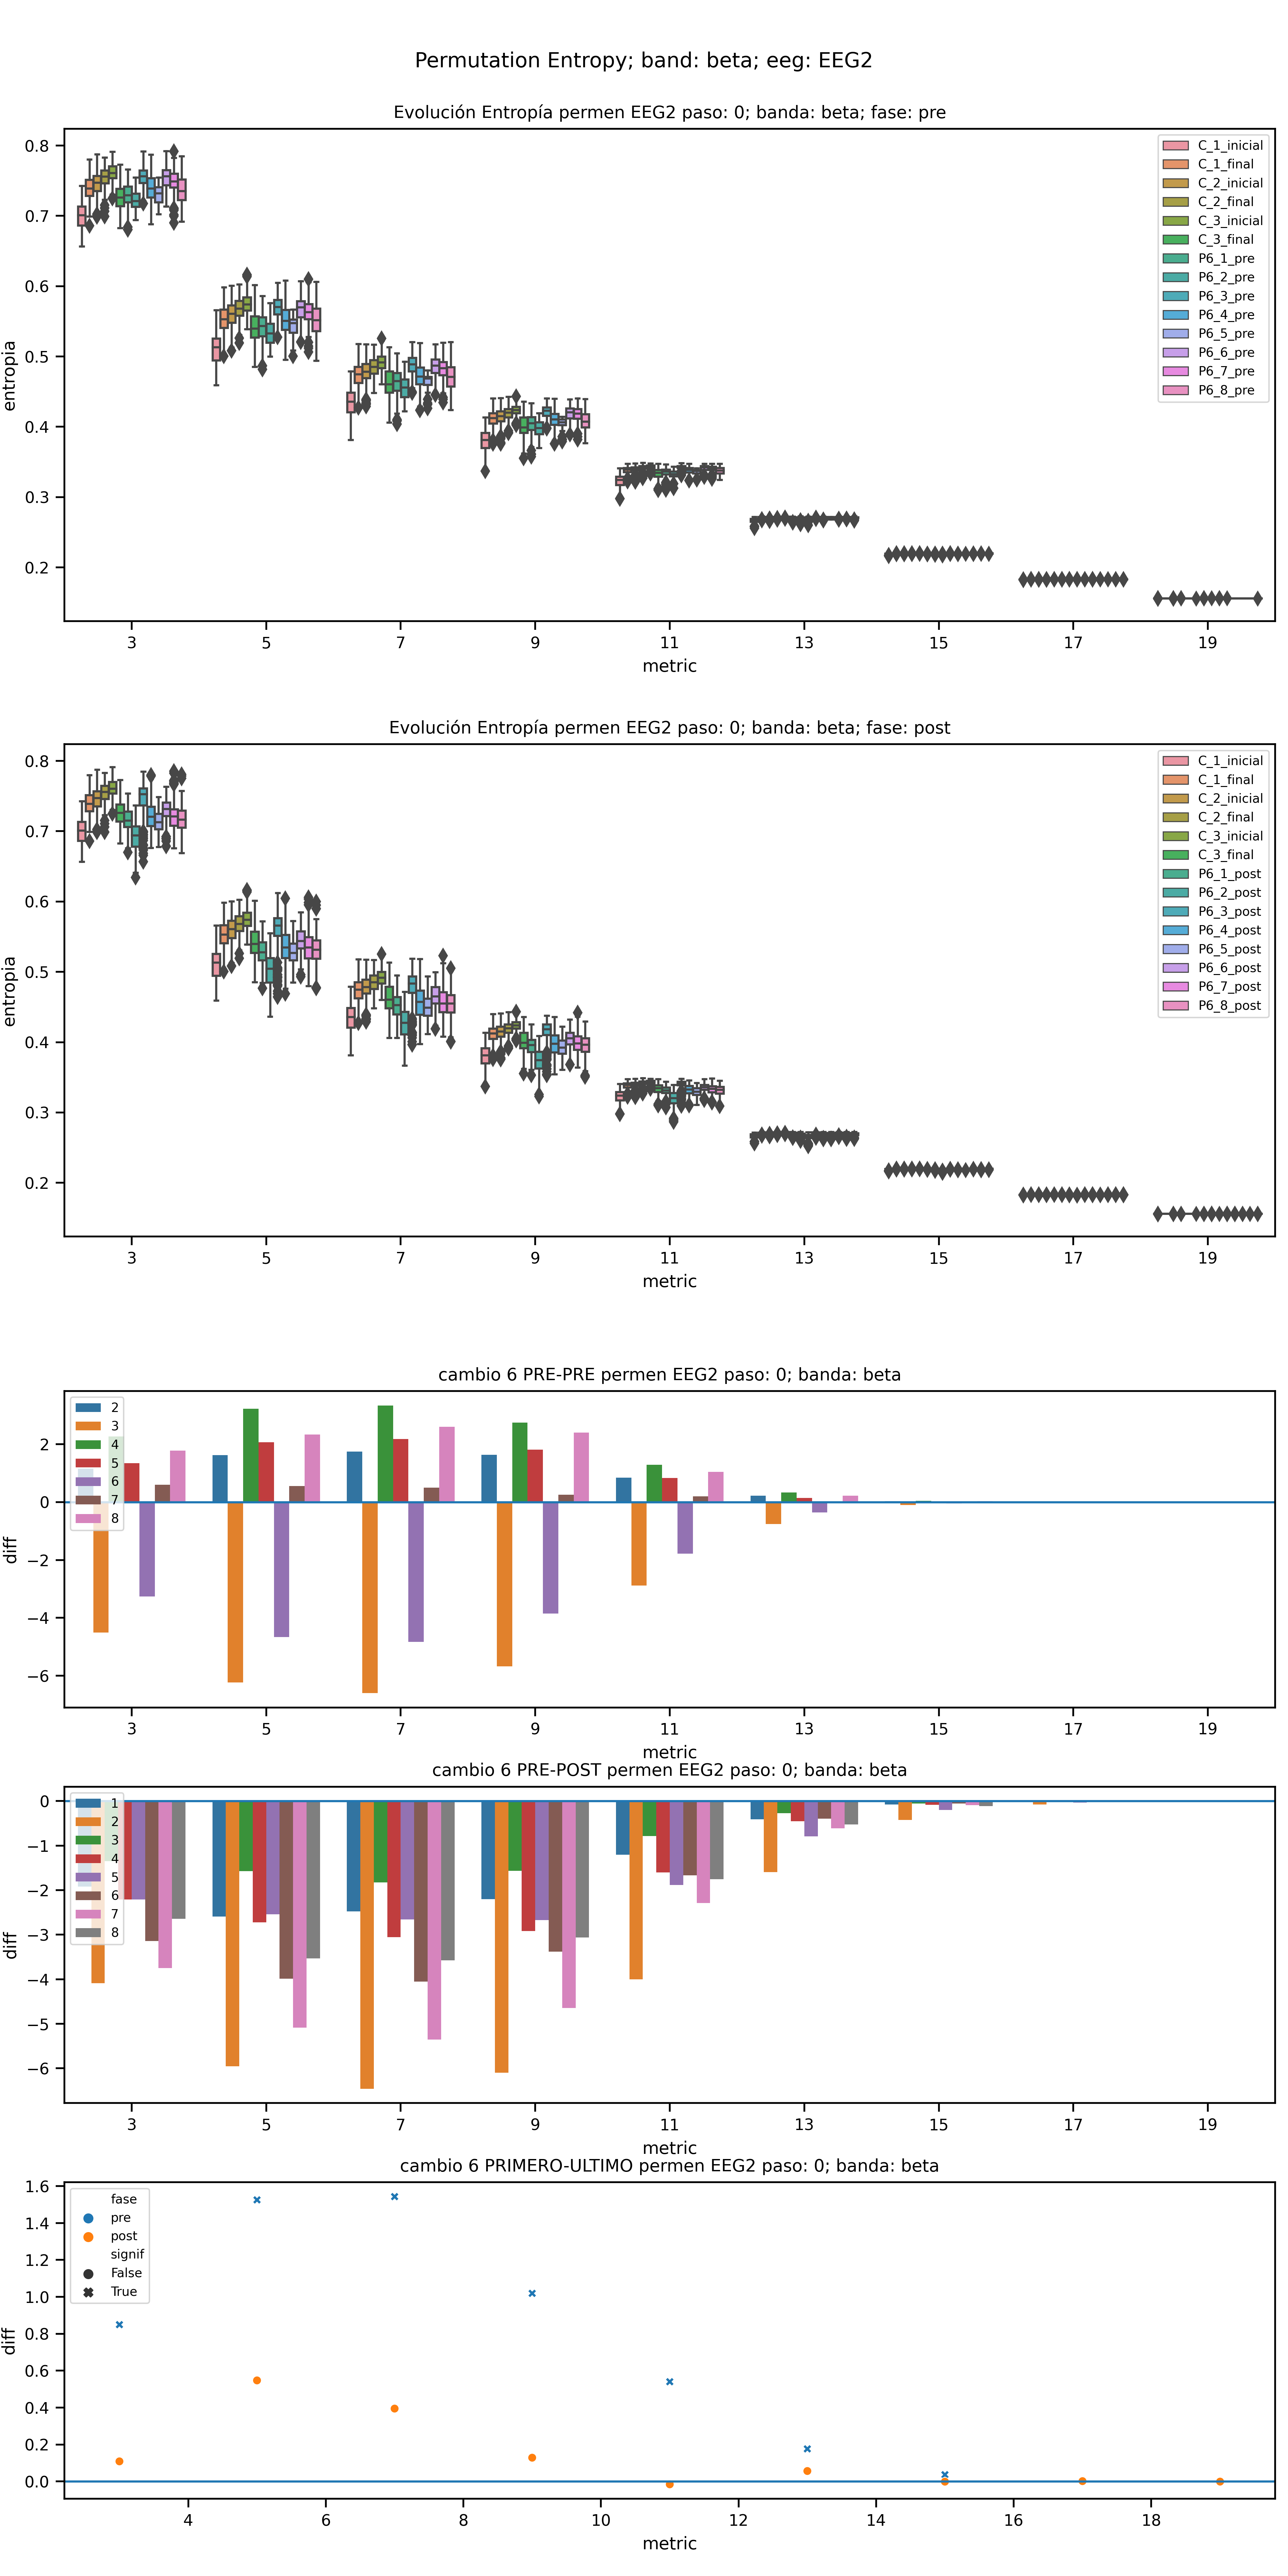 Permutation Entropy; band: beta; eeg: EEG2
Evolución Entropía permen EEG2 paso: 0; banda: beta; fase: pre
0.8
0.7
0.6
0.5
0.4
0.3
0.2
entropia
C_1_inicial
C_1_final
C_2_inicial
C_2_final
C_3_inicial
C_3_final
P6_1_pre
P6_2_pre
P6_3_pre
P6_4_pre
P6_5_pre
P6_6_pre
P6_7_pre
P6_8_pre
3 5 7 9 11 13 15 17 19
metric
Evolución Entropía permen EEG2 paso: 0; banda: beta; fase: post
0.8
0.7
0.6
0.5
0.4
0.3
0.2
entropia
C_1_inicial
C_1_final
C_2_inicial
C_2_final
C_3_inicial
C_3_final
P6_1_post
P6_2_post
P6_3_post
P6_4_post
P6_5_post
P6_6_post
P6_7_post
P6_8_post
3 5 7 9 11 13 15 17 19
metric
cambio 6 PRE-PRE permen EEG2 paso: 0; banda: beta
2
0
−2
−4
−6
diff
2
3
4
5
6
7
8
3 5 7 9 11 13 15 17 19
metric
cambio 6 PRE-POST permen EEG2 paso: 0; banda: beta
0
−1
−2
−3
−4
−5
−6
diff
1
2
3
4
5
6
7
8
3 5 7 9 11 13 15 17 19
metric
cambio 6 PRIMERO-ULTIMO permen EEG2 paso: 0; banda: beta
1.6
1.4
1.2
1.0
0.8
0.6
0.4
0.2
0.0
diff
fase
pre
post
signif
False
True
4 6 8 10 12 14 16 18
metric